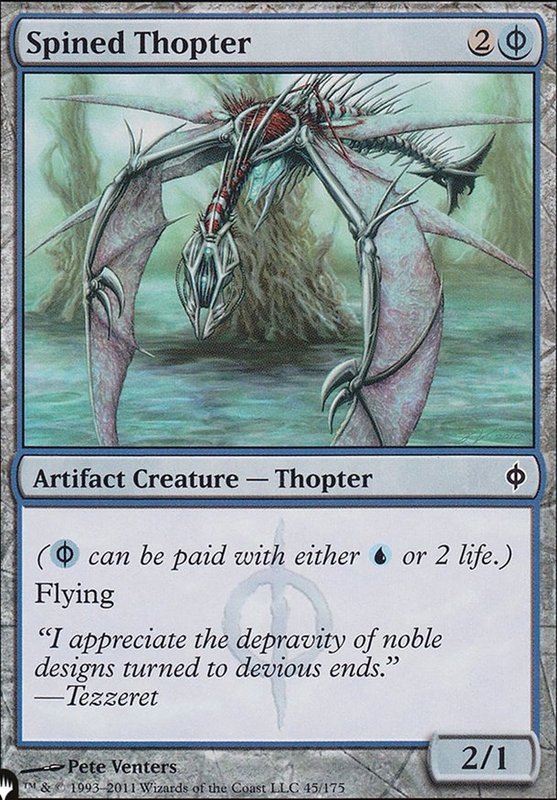 Spined Thopter 2
Artifact Creature — Thopter
( can be paid with either or 2 life.)
Flying
“I appreciate the depravity of noble
designs turned to devious ends.”
—Tezzeret
2/1
Pete Venters
™ & © 1993–2011 Wizards of the Coast LLC 45/175